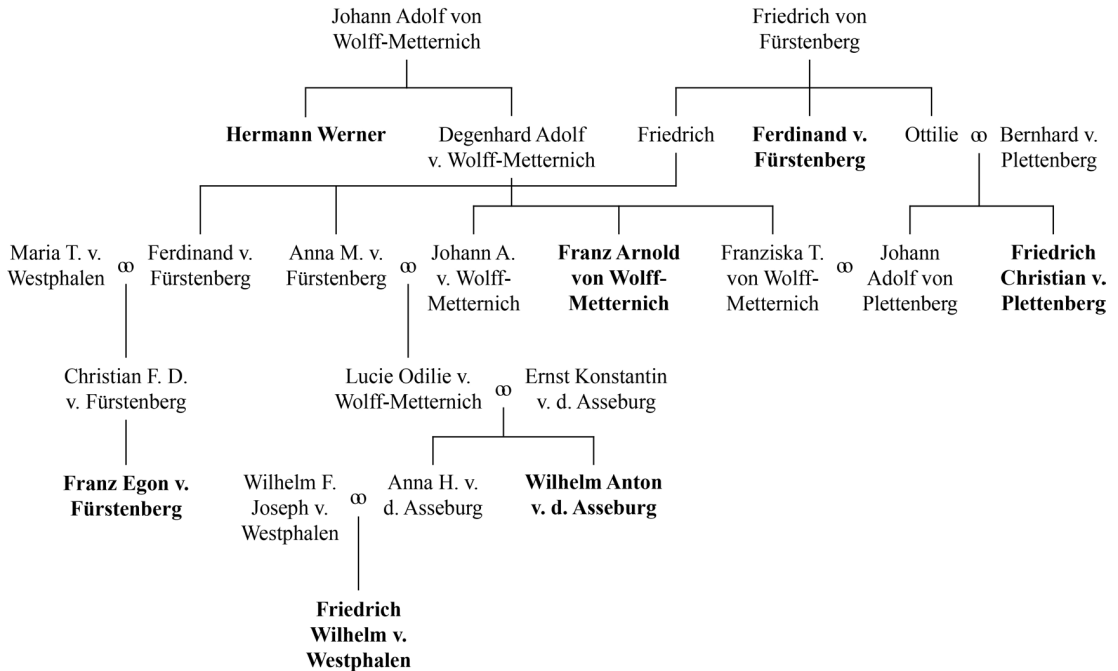 Johann Adolf von
Wolff-Metternich
Friedrich von
Fürstenberg
Hermann Werner
Degenhard Adolf
v. Wolff-Metternich
Friedrich
Ferdinand v.
Fürstenberg
Ottilie
Bernhard v.
Plettenberg
Maria T. v.
Westphalen
Ferdinand v.
Fürstenberg
Anna M. v.
Fürstenberg
Johann A.
v. Wolff-
Metternich
Franz Arnold
von Wolff-
Metternich
Franziska T.
von Wolff-
Metternich
Johann
Adolf von
Plettenberg
Friedrich
Christian v.
Plettenberg
Christian F. D.
v. Fürstenberg
Lucie Odilie v.
Wolff-Metternich
Ernst Konstantin
v. d. Asseburg
Franz Egon v.
Fürstenberg
Wilhelm F.
Joseph v.
Westphalen
Anna H. v.
d. Asseburg
Wilhelm Anton
v. d. Asseburg
Friedrich
Wilhelm v.
Westphalen